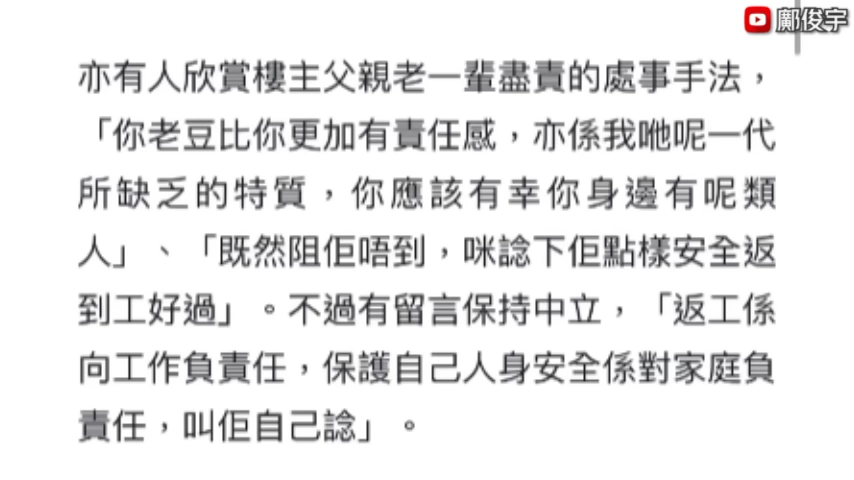 鄺俊宇
亦有人欣賞樓主父親老一輩盡責的處事手法，
「你老豆比你更加有責任感，亦係我哋呢一代
所缺乏的特質，你應該有幸你身邊有呢類
人」、「既然阻佢唔到，咪諗下佢點樣安全返
到工好過」。不過有留言保持中立，「返工係
向工作負責任，保護自己人身安全係對家庭負
責任，叫佢自己諗」。